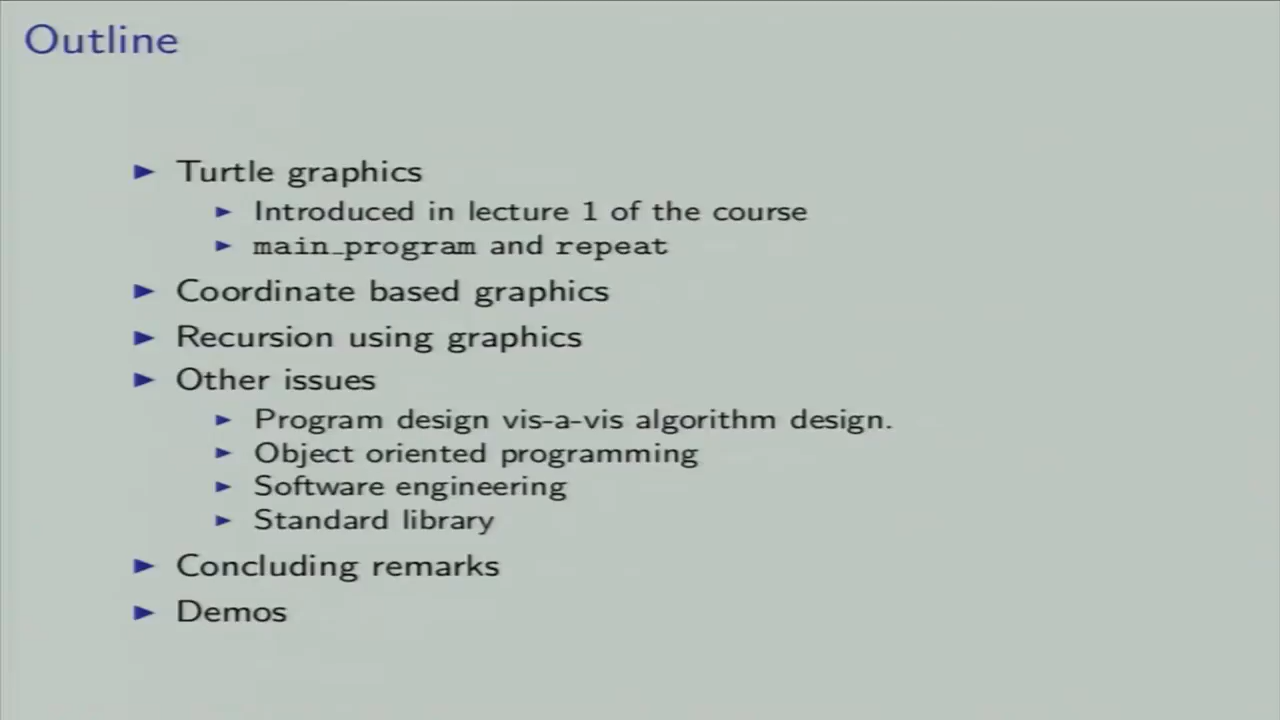 Outline
Turtle graphics
Introduced in lecture 1 of the course
main_program and repeat
Coordinate based graphics
Recursion using graphics
Other issues
Program design vis-a-vis algorithm design.
Object oriented programming
Software engineering
Standard library
Concluding remarks
Demos